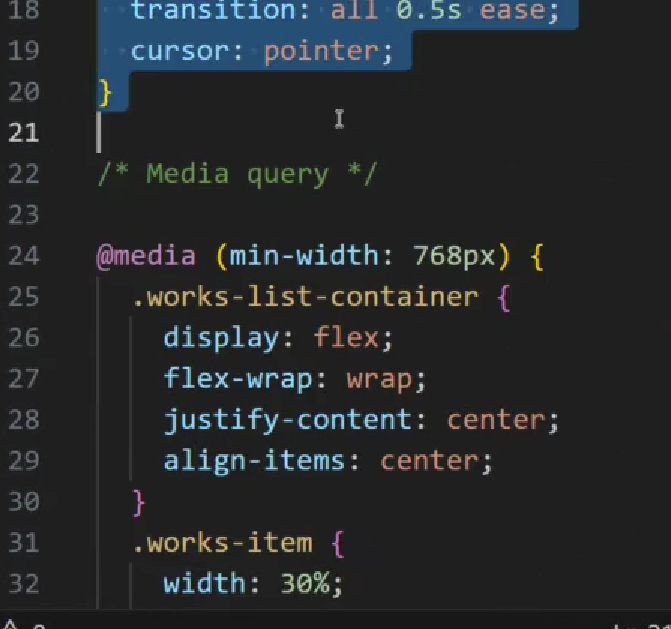 18 transition: all 0.5s ease;
19 cursor: pointer;
20 }
21
22 /* Media query */
23
24 @media (min-width: 768px) {
25 .works-list-container {
26 display: flex;
27 flex-wrap: wrap;
28 justify-content: center;
29 align-items: center;
30 }
31 .works-item {
32 width: 30%;